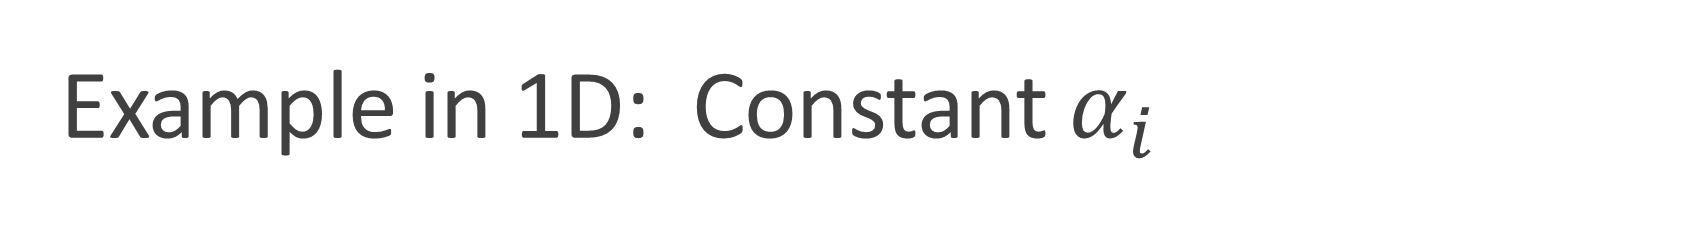 Example in 1D:  Constant 𝛼ᵢ